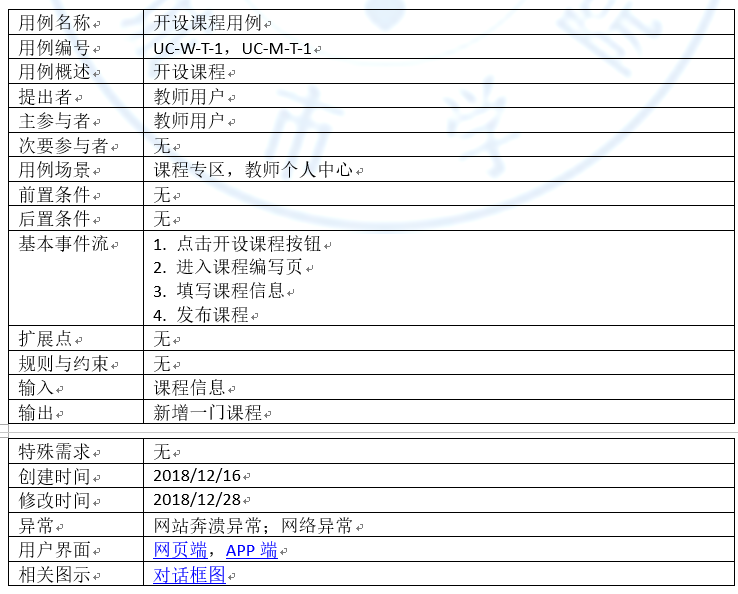 用例名称 开设课程用例
用例编号 UC-W-T-1，UC-M-T-1
用例概述 开设课程
提出者 教师用户
主参与者 教师用户
次要参与者 无
用例场景 课程专区，教师个人中心
前置条件 无
后置条件 无
基本事件流 1. 点击开设课程按钮
2. 进入课程编写页
3. 填写课程信息
4. 发布课程
扩展点 无
规则与约束 无
输入 课程信息
输出 新增一门课程
特殊需求 无
创建时间 2018/12/16
修改时间 2018/12/28
异常 网站奔溃异常；网络异常
用户界面 网页端，APP 端
相关图示 对话框图
市 学 院